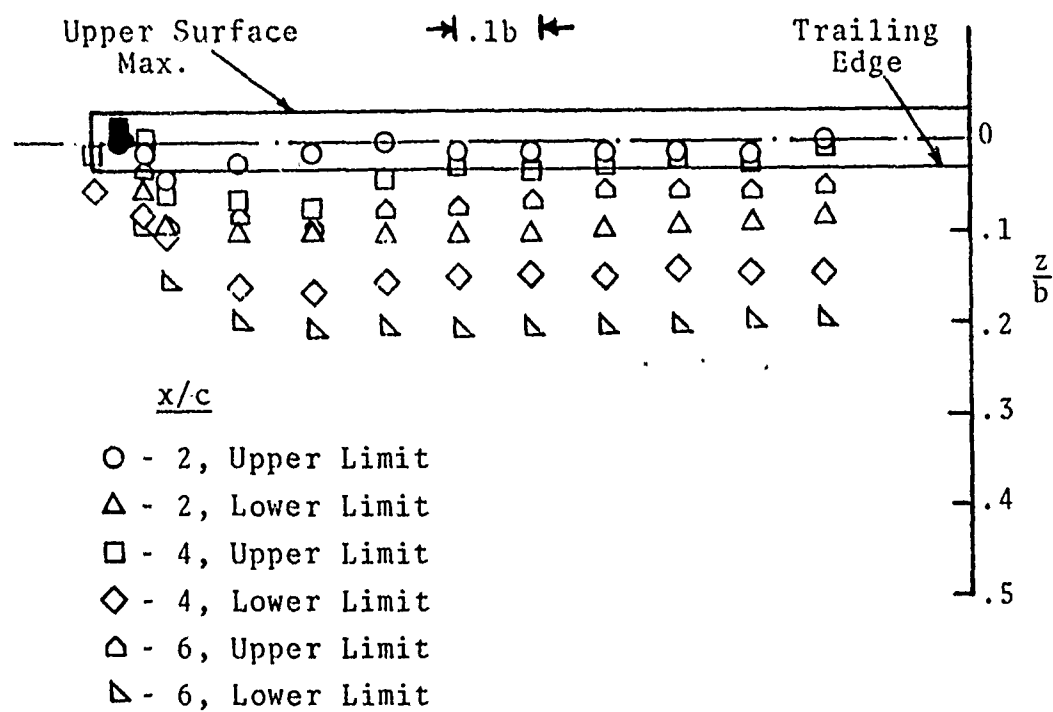 Upper Surface
Max.
.1b
Trailing
Edge
0
.1
z
b
.2
.3
.4
.5
x/c
- 2, Upper Limit
- 2, Lower Limit
- 4, Upper Limit
- 4, Lower Limit
- 6, Upper Limit
- 6, Lower Limit